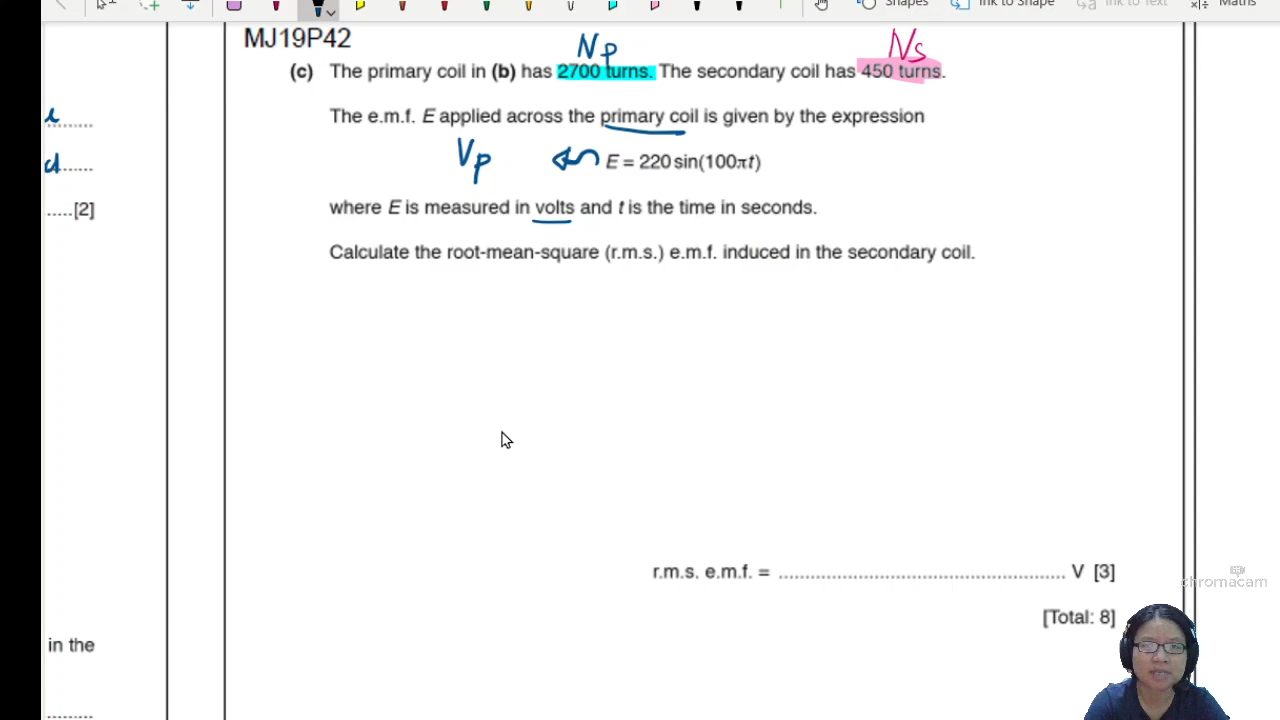 Shapes
Ink to Shape
Ink to Text
Maths
MJ19P42
Np
Ns
(c) The primary coil in (b) has 2700 turns. The secondary coil has 450 turns.
The e.m.f. E applied across the primary coil is given by the expression
Vp
E = 220 sin(100πt)
d......
.....[2]
where E is measured in volts and t is the time in seconds.
Calculate the root-mean-square (r.m.s.) e.m.f. induced in the secondary coil.
r.m.s. e.m.f. = ................................................ V [3]
chromacam
[Total: 8]
in the
.........